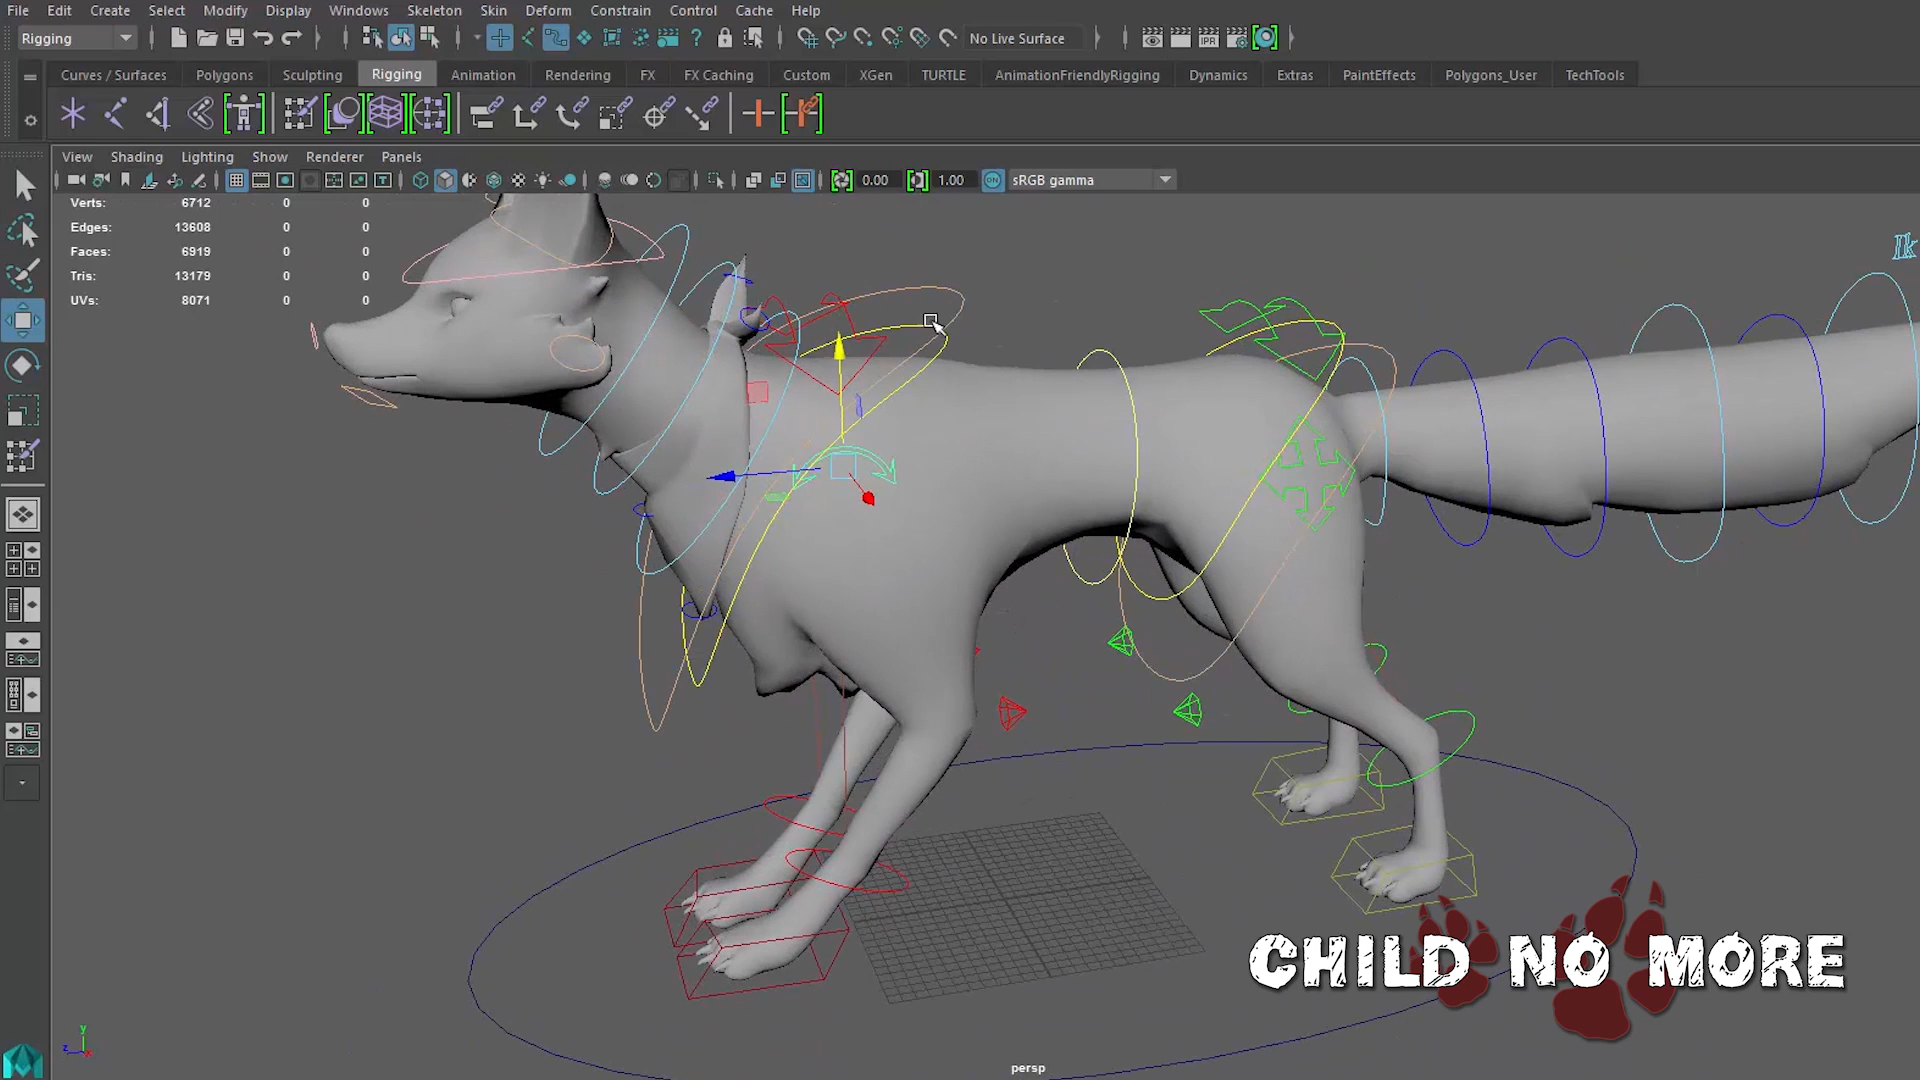 File Edit Create Select Modify Display Windows Skeleton Skin Deform Constrain Control Cache Help
Rigging No Live Surface IPR
Curves / Surfaces Polygons Sculpting Rigging Animation Rendering FX FX Caching Custom XGen TURTLE AnimationFriendlyRigging Dynamics Extras PaintEffects Polygons_User TechTools
View Shading Lighting Show Renderer Panels
0.00 1.00 ON sRGB gamma
Verts: 6712 0 0
Edges: 13608 0 0
Faces: 6919 0 0
Tris: 13179 0 0
UVs: 8071 0 0
Ik
CHILD NO MORE
y
z x
persp